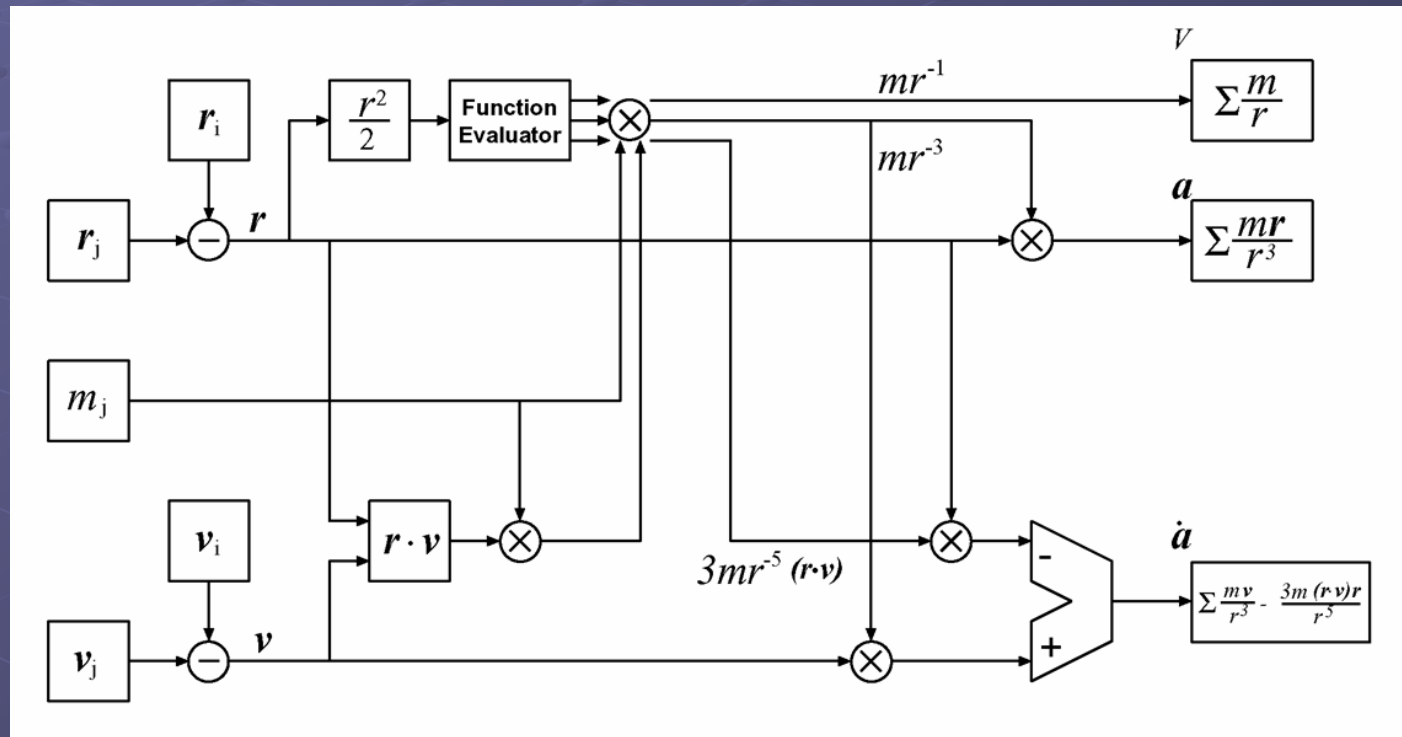 V
mr⁻¹
r_i
r²/2
Function
Evaluator
⊗
Σ m/r
mr⁻³
a
r_j
−
r
⊗
Σ mr/r³
m_j
v_i
r · v
⊗
⊗
-
ȧ
3mr⁻⁵ (r·v)
Σ mv/r³ - 3m (r·v)r/r⁵
v_j
−
v
⊗
+